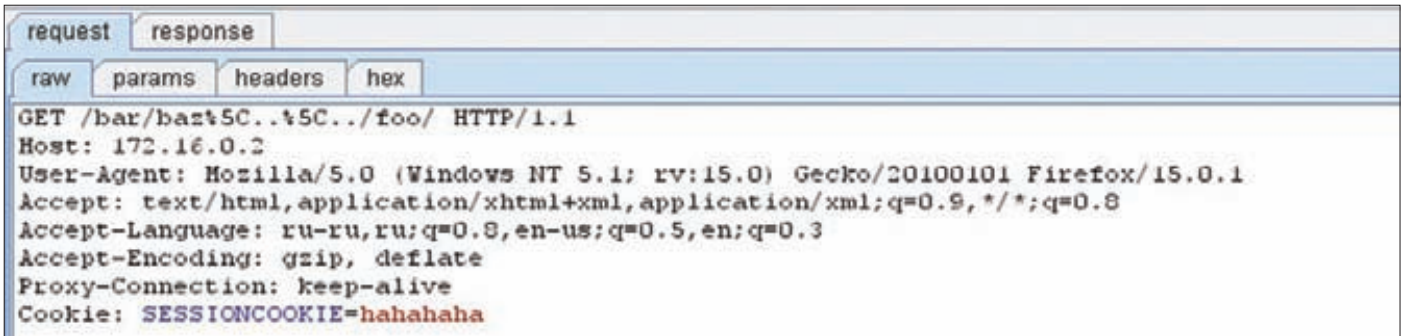 request response
raw params headers hex
GET /bar/baz%5C..%5C../foo/ HTTP/1.1
Host: 172.16.0.2
User-Agent: Mozilla/5.0 (Windows NT 5.1; rv:15.0) Gecko/20100101 Firefox/15.0.1
Accept: text/html,application/xhtml+xml,application/xml;q=0.9,*/*;q=0.8
Accept-Language: ru-ru,ru;q=0.8,en-us;q=0.5,en;q=0.3
Accept-Encoding: gzip, deflate
Proxy-Connection: keep-alive
Cookie: SESSIONCOOKIE=hahahaha